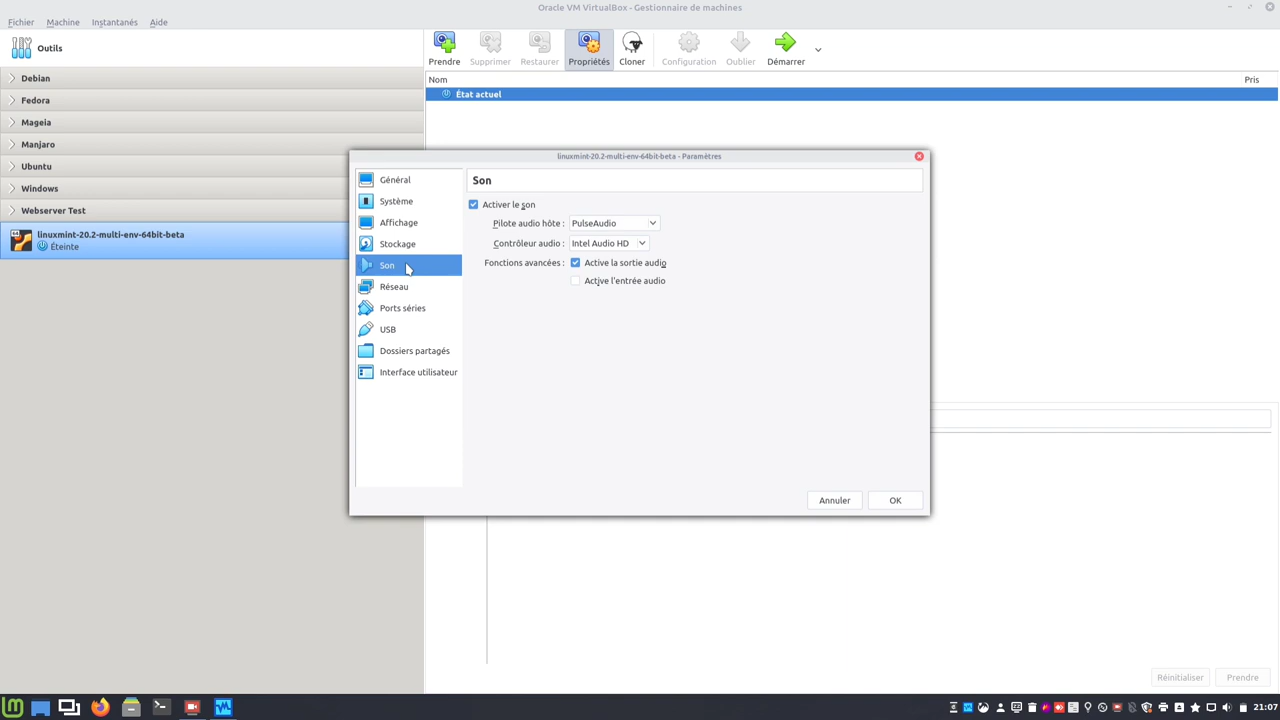 Oracle VM VirtualBox - Gestionnaire de machines
Fichier Machine Instantanés Aide
Outils
Debian
Fedora
Mageia
Manjaro
Ubuntu
Windows
Webserver Test
linuxmint-20.2-multi-env-64bit-beta
Éteinte
Prendre Supprimer Restaurer Propriétés Cloner Configuration Oublier Démarrer
Nom Pris
État actuel
linuxmint-20.2-multi-env-64bit-beta - Paramètres
Général
Système
Affichage
Stockage
Son
Réseau
Ports séries
USB
Dossiers partagés
Interface utilisateur
Son
Activer le son
Pilote audio hôte : PulseAudio
Contrôleur audio : Intel Audio HD
Fonctions avancées : Active la sortie audio
Active l'entrée audio
Annuler OK
Réinitialiser Prendre
21:07